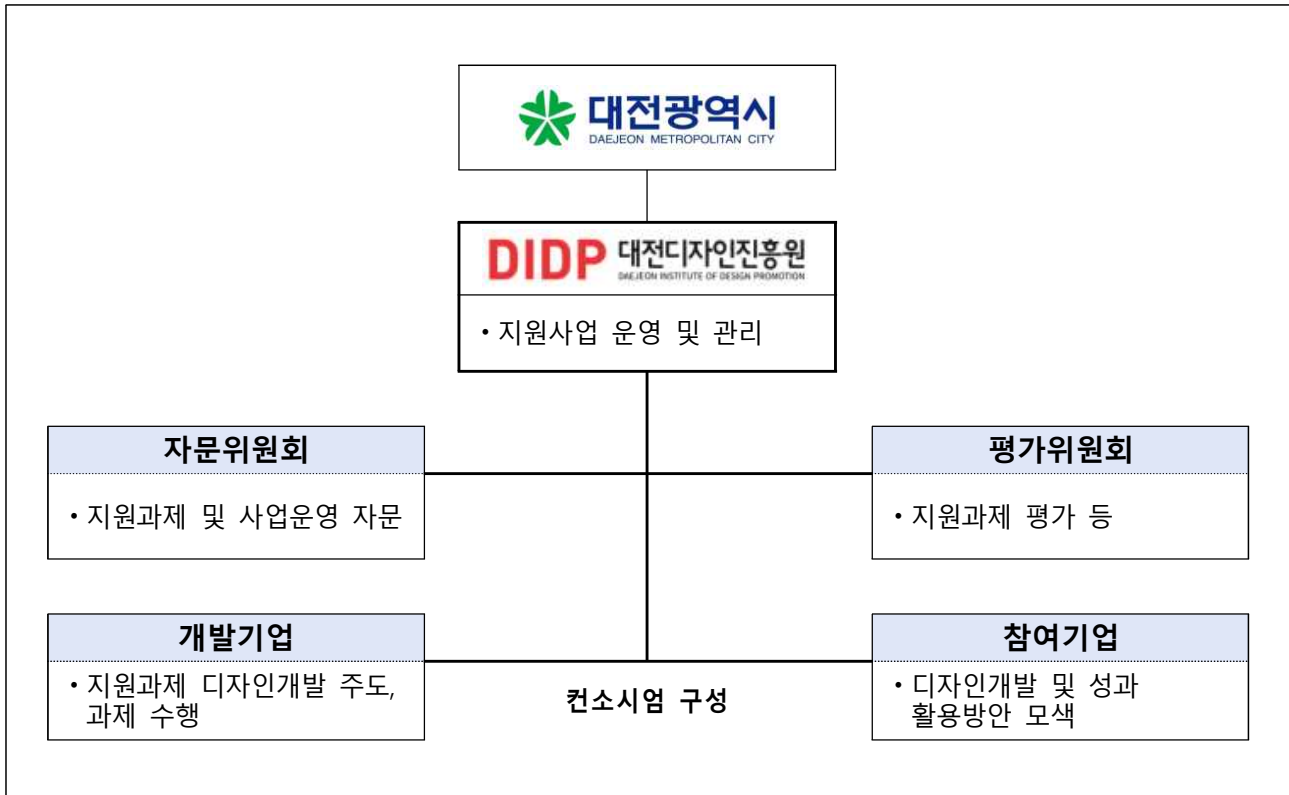 대전광역시
DAEJEON METROPOLITAN CITY
DIDP 대전디자인진흥원
DAEJEON INSTITUTE OF DESIGN PROMOTION
• 지원사업 운영 및 관리
자문위원회
• 지원과제 및 사업운영 자문
평가위원회
• 지원과제 평가 등
개발기업
• 지원과제 디자인개발 주도,
과제 수행
컨소시엄 구성
참여기업
• 디자인개발 및 성과
활용방안 모색